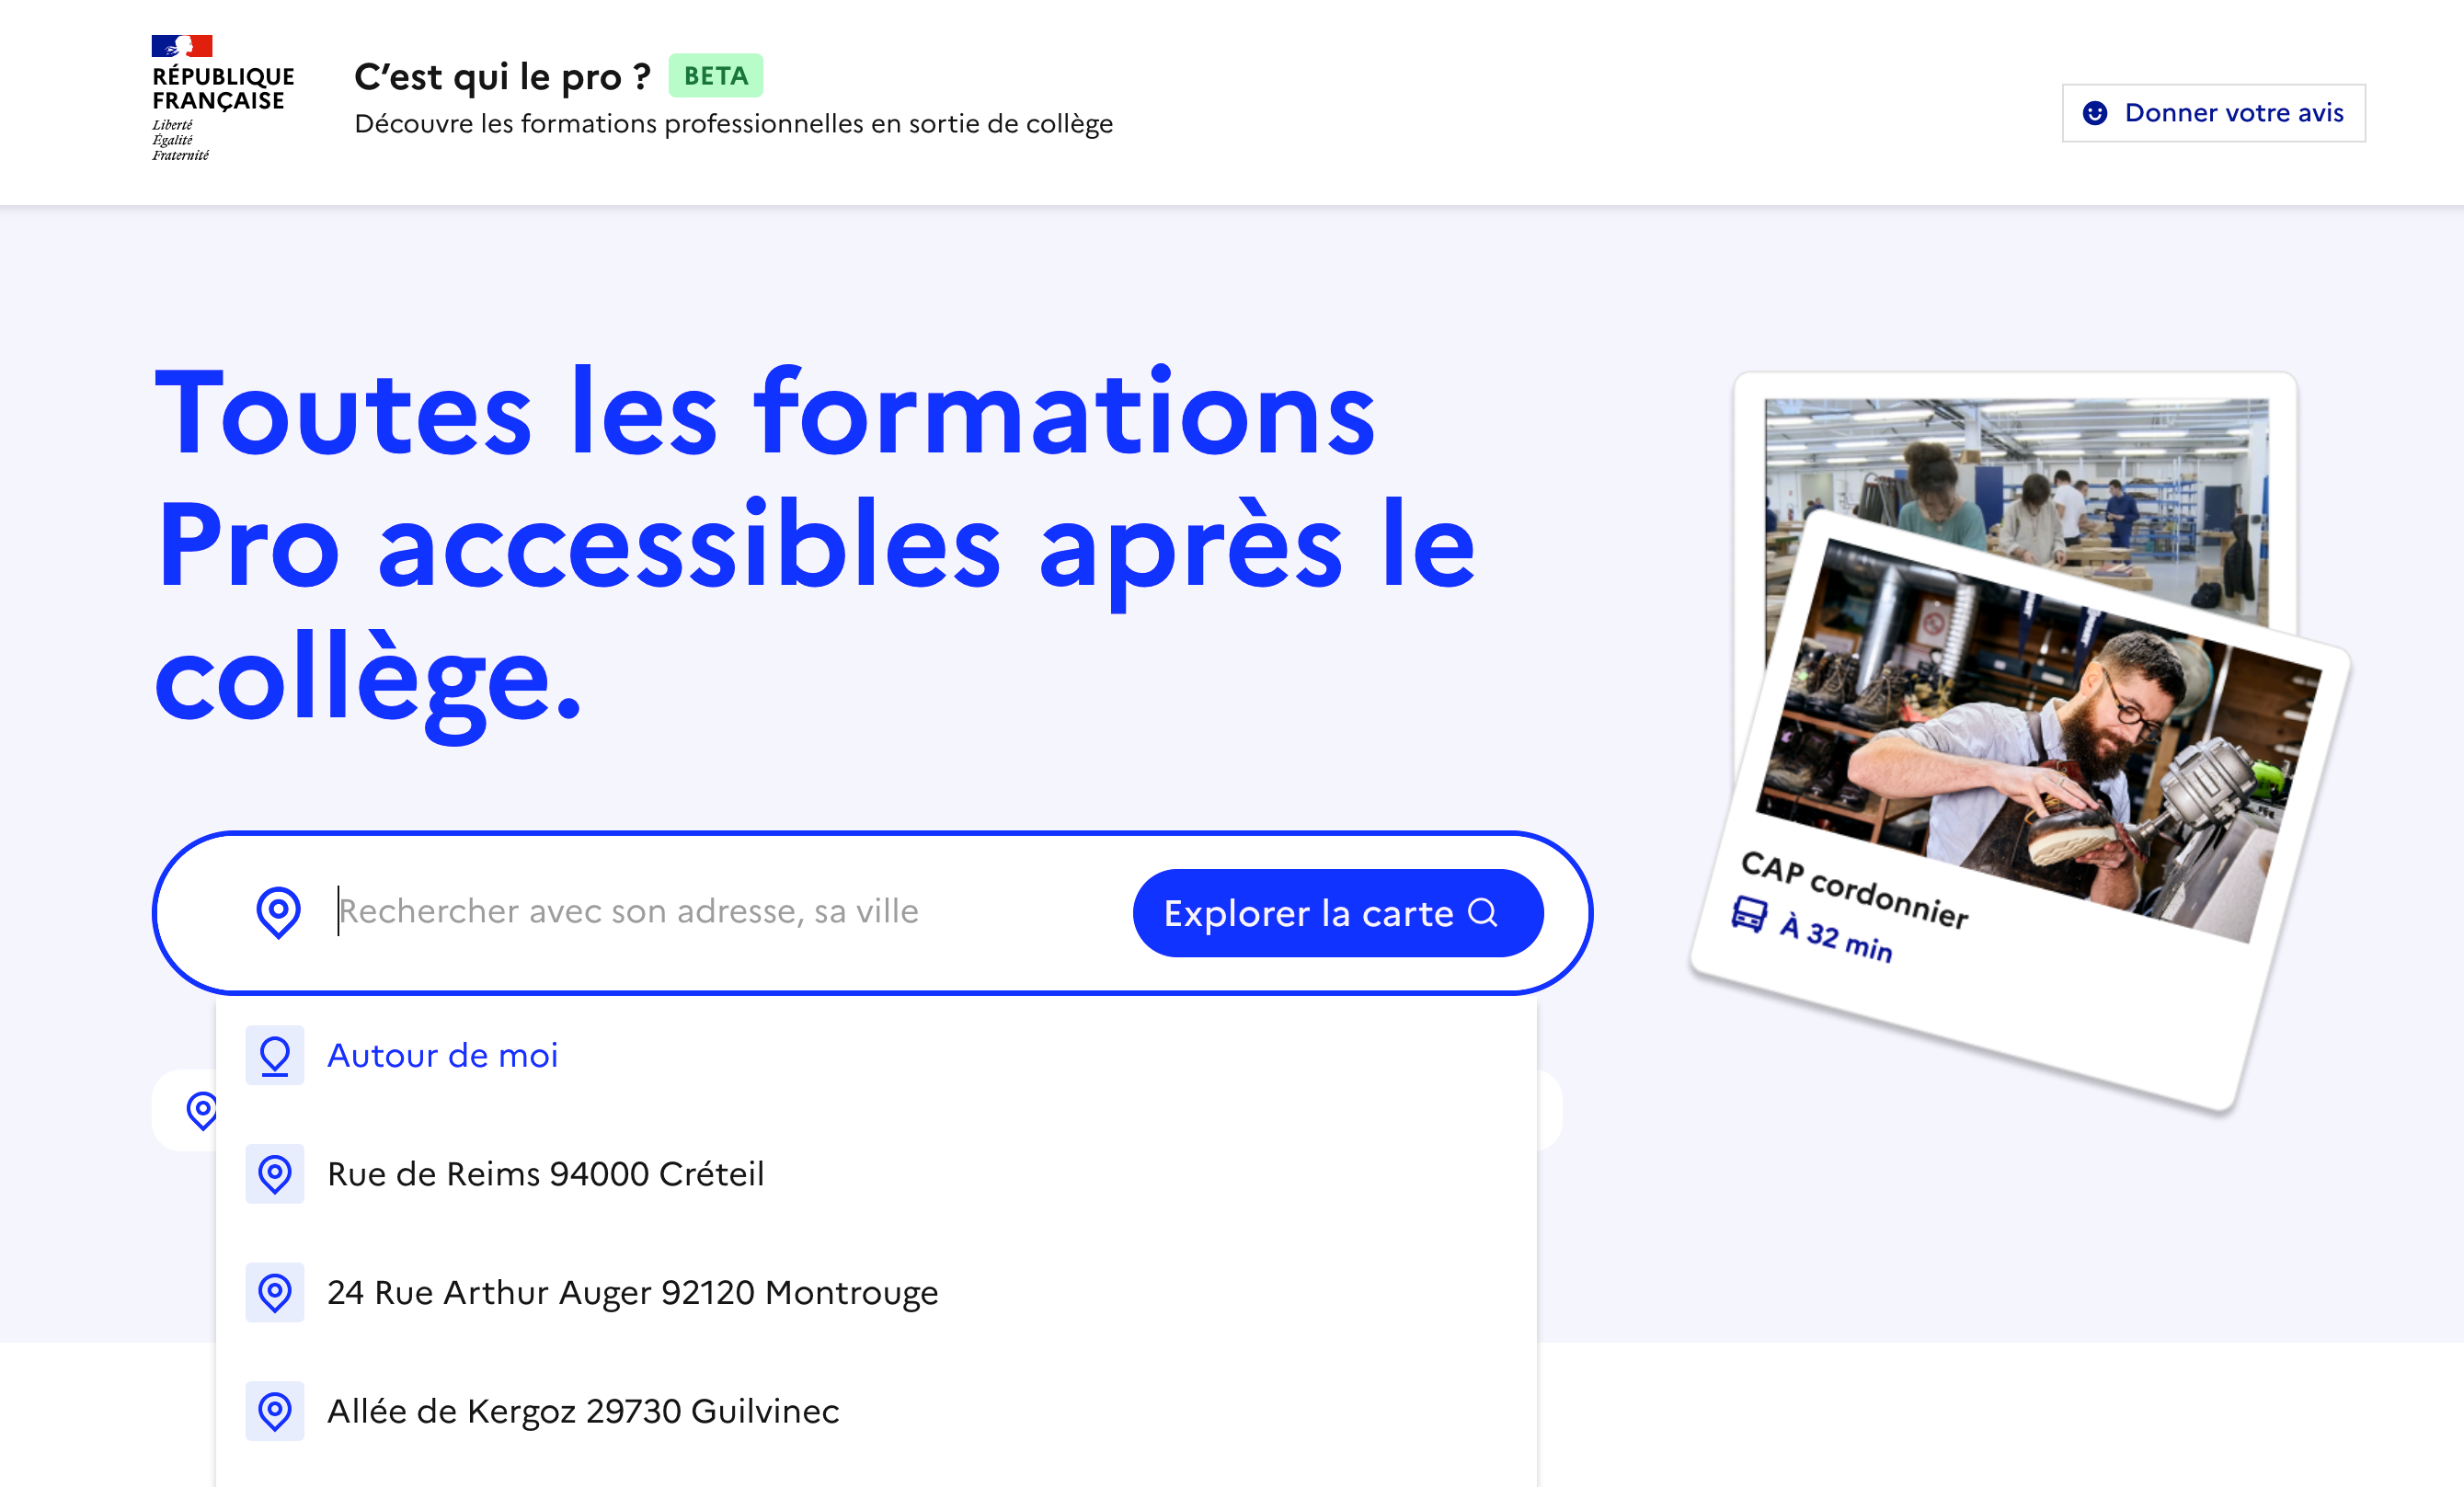 RÉPUBLIQUE
FRANÇAISE
Liberté
Égalité
Fraternité
C’est qui le pro ? BETA
Découvre les formations professionnelles en sortie de collège
Donner votre avis
Toutes les formations
Pro accessibles après le
collège.
Rechercher avec son adresse, sa ville
Explorer la carte
CAP cordonnier
À 32 min
Autour de moi
Rue de Reims 94000 Créteil
24 Rue Arthur Auger 92120 Montrouge
Allée de Kergoz 29730 Guilvinec